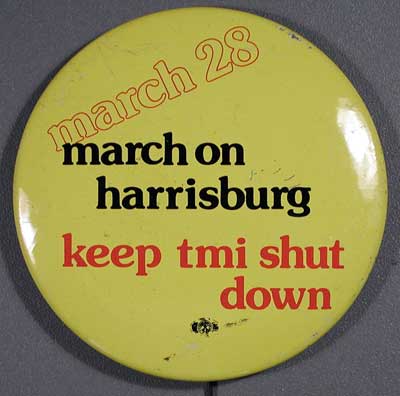 march 28
march on
harrisburg
keep tmi shut
down